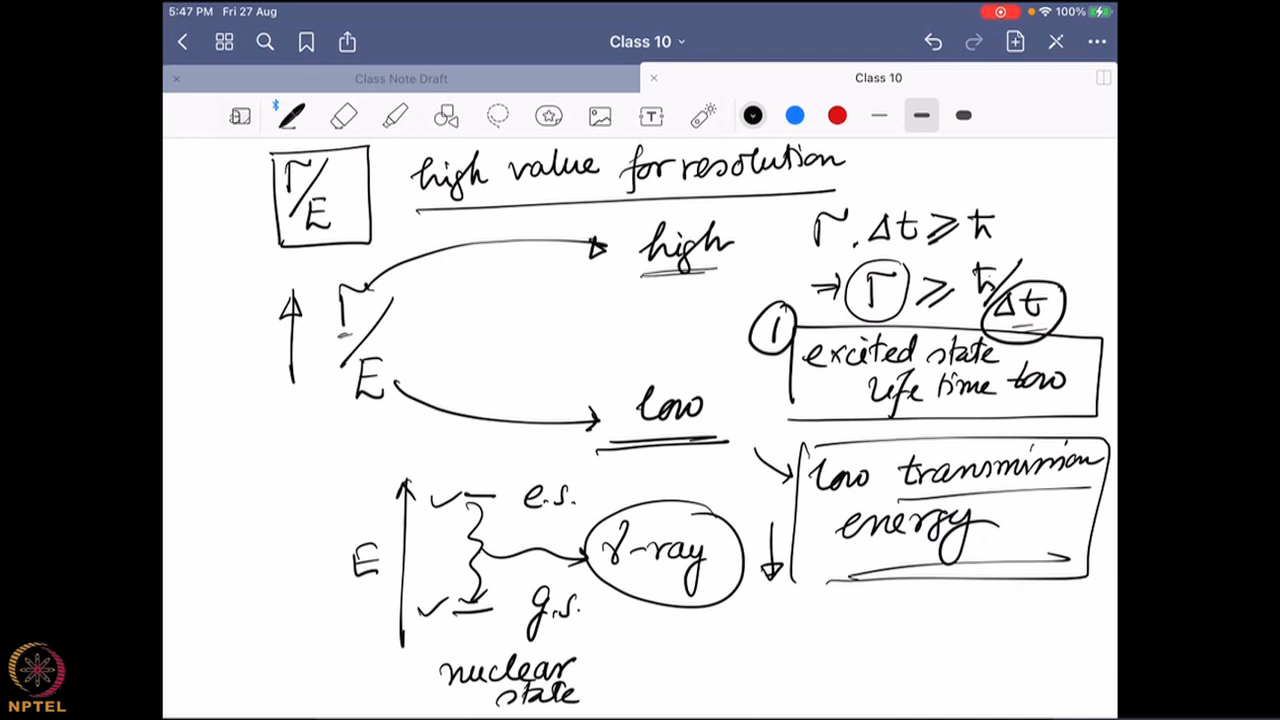 5:47 PM Fri 27 Aug
100%
Class 10
Class Note Draft
Class 10
T
Γ/E
high value for resolution
high
Γ/E
low
Γ. Δt ≥ ħ
⇒ Γ ≥ ħ/Δt
1
excited state
life time low
low transmission
energy
E
e.s.
γ-ray
g.s.
nuclear
state
NPTEL